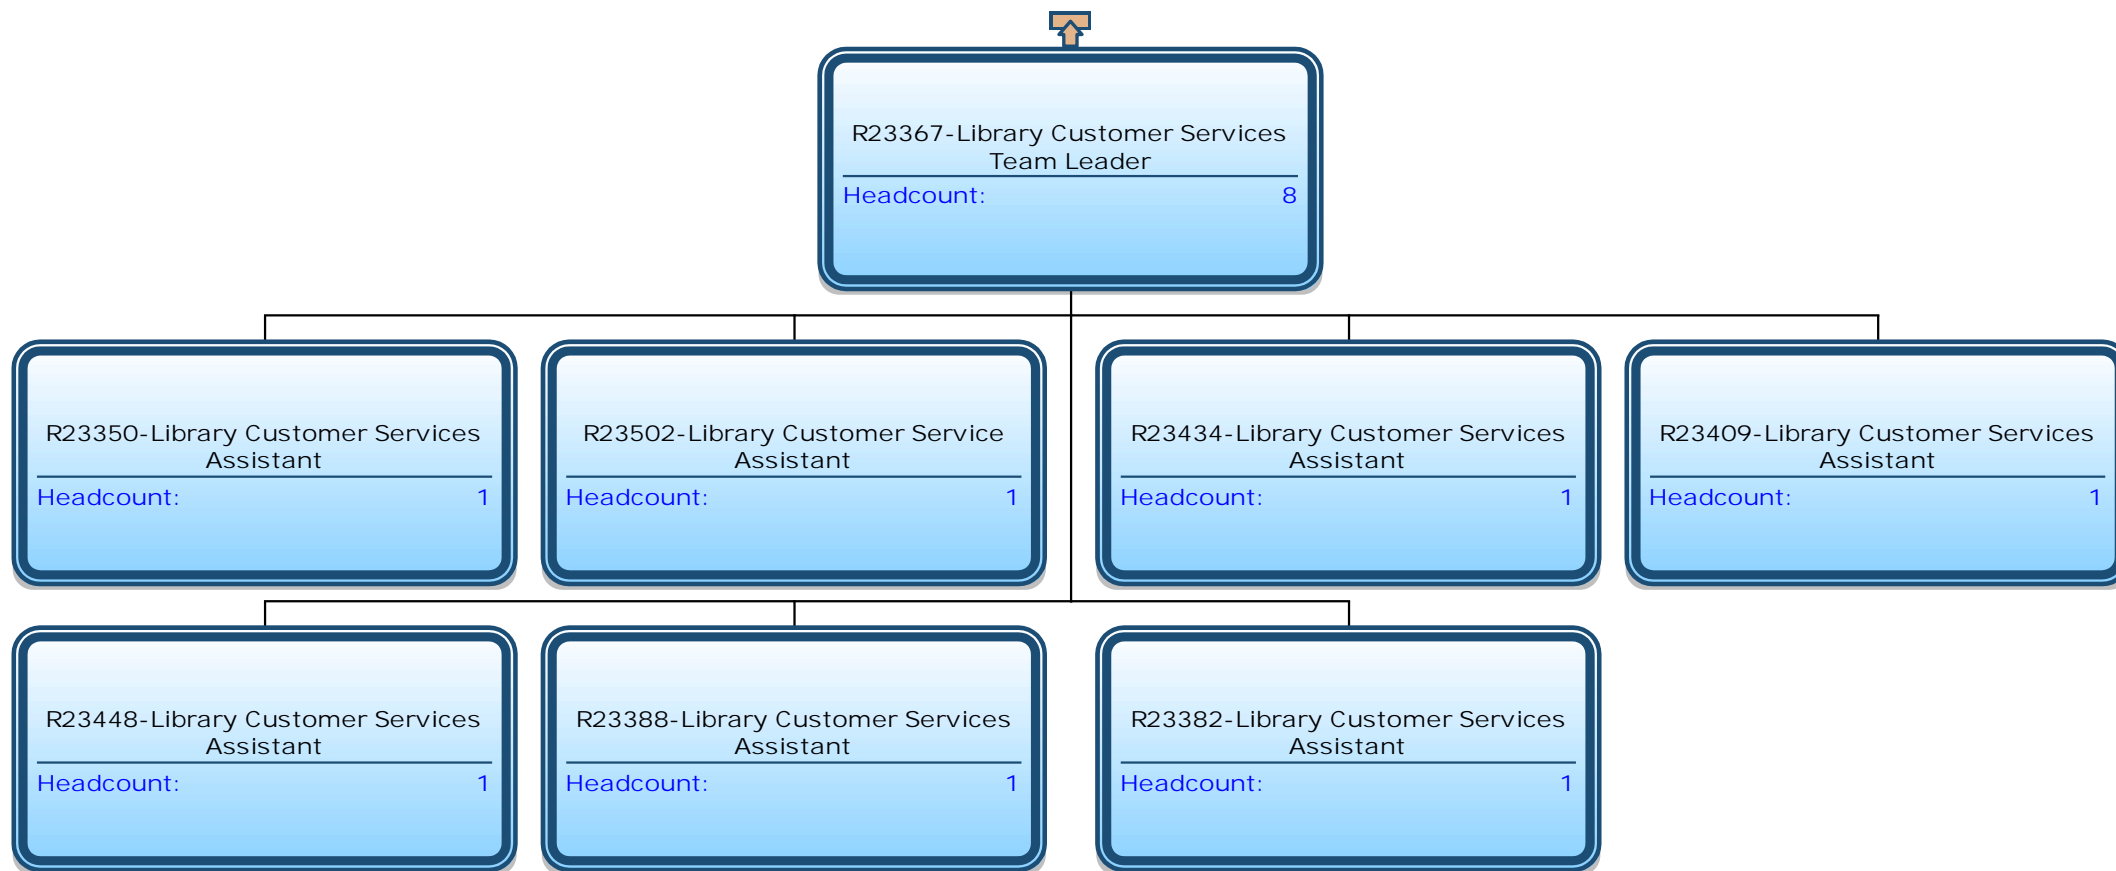 R23367-Library Customer Services
Team Leader
Headcount: 8
R23350-Library Customer Services
Assistant
Headcount: 1
R23502-Library Customer Service
Assistant
Headcount: 1
R23434-Library Customer Services
Assistant
Headcount: 1
R23409-Library Customer Services
Assistant
Headcount: 1
R23448-Library Customer Services
Assistant
Headcount: 1
R23388-Library Customer Services
Assistant
Headcount: 1
R23382-Library Customer Services
Assistant
Headcount: 1